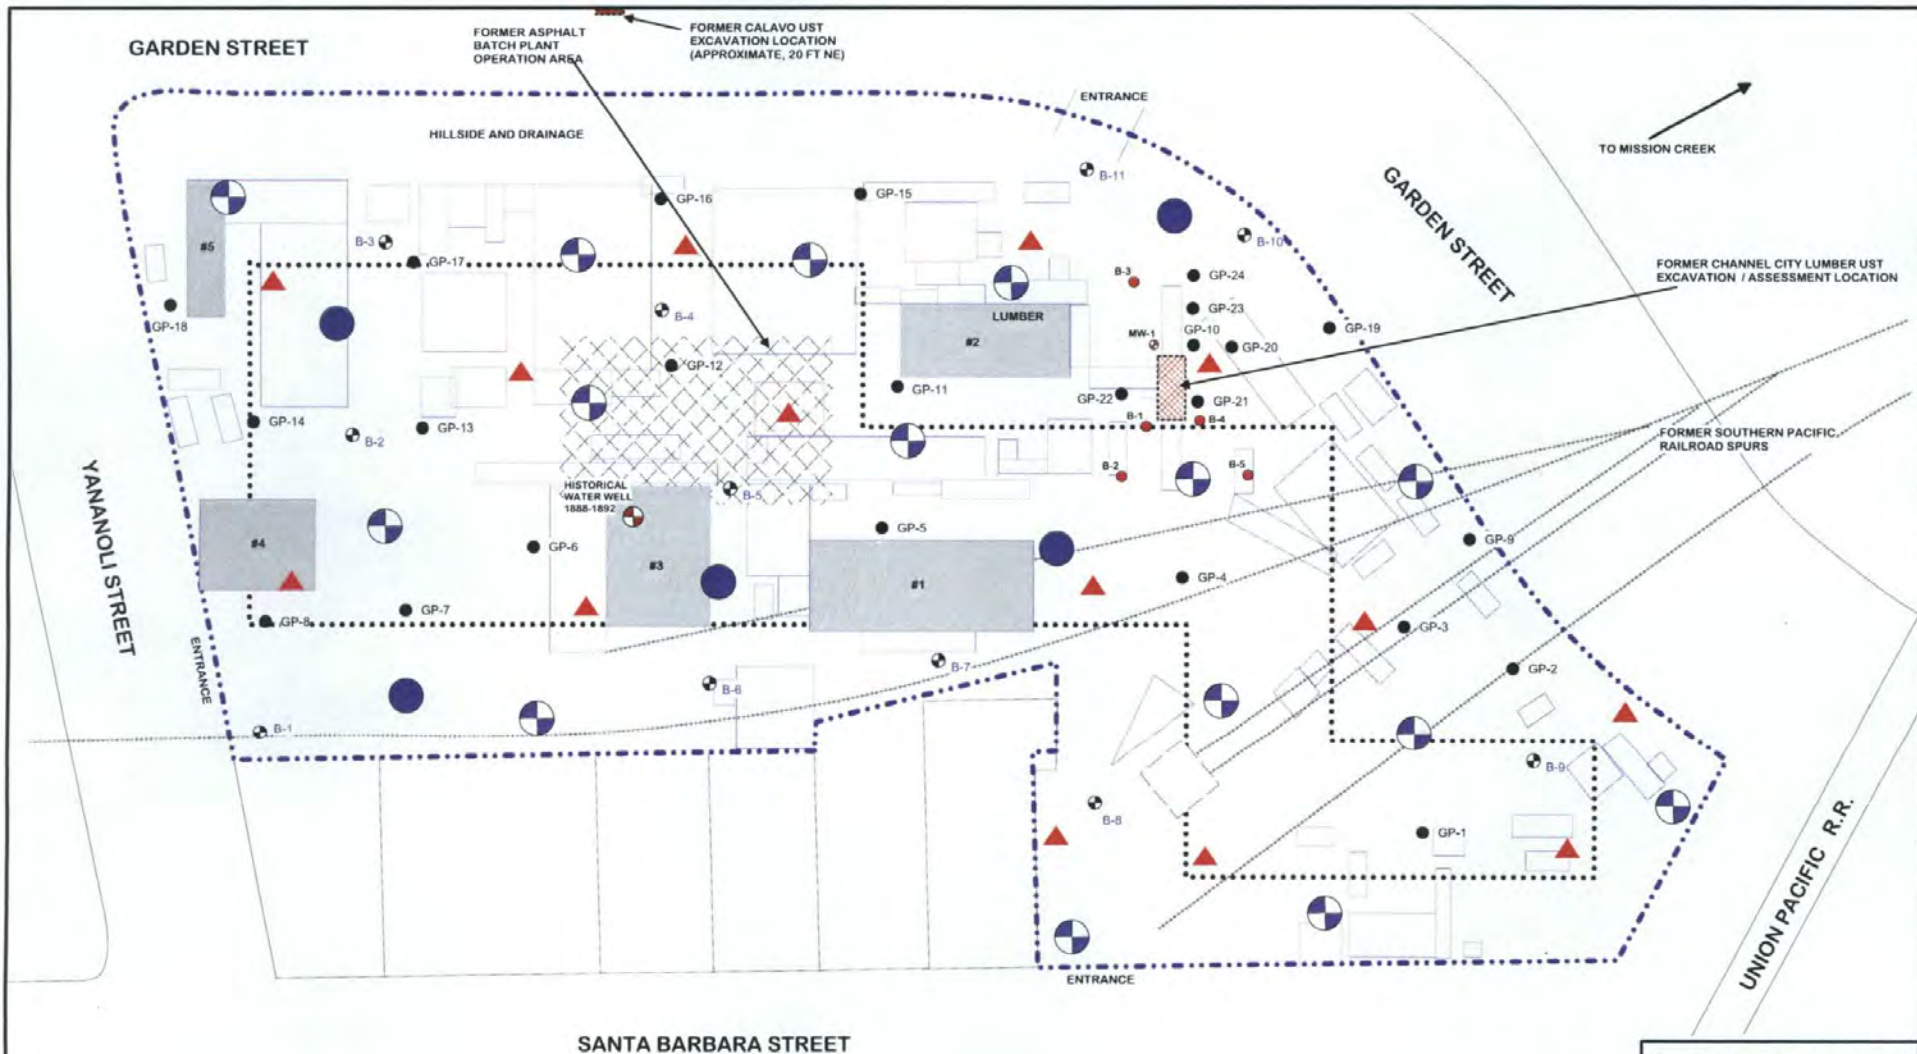 GARDEN STREET
FORMER ASPHALT
BATCH PLANT
OPERATION AREA
FORMER CALAVO UST
EXCAVATION LOCATION
(APPROXIMATE, 20 FT NE)
ENTRANCE
HILLSIDE AND DRAINAGE
TO MISSION CREEK
GARDEN STREET
B-11
GP-16
GP-15
#5
B-3
GP-17
B-10
GP-24
B-3
FORMER CHANNEL CITY LUMBER UST
EXCAVATION / ASSESSMENT LOCATION
GP-18
B-4
LUMBER
GP-23
GP-19
#2
MW-1
GP-10
GP-20
GP-12
GP-11
GP-22
GP-21
GP-14
GP-13
B-2
B-1
B-4
FORMER SOUTHERN PACIFIC
RAILROAD SPURS
YANANOLI STREET
HISTORICAL
WATER WELL
1888-1892
B-5
B-2
B-5
GP-5
GP-9
#4
GP-6
#3
#1
GP-4
GP-8
GP-7
GP-3
ENTRANCE
B-7
GP-2
B-6
B-1
B-9
B-8
GP-1
UNION PACIFIC R.R.
ENTRANCE
SANTA BARBARA STREET